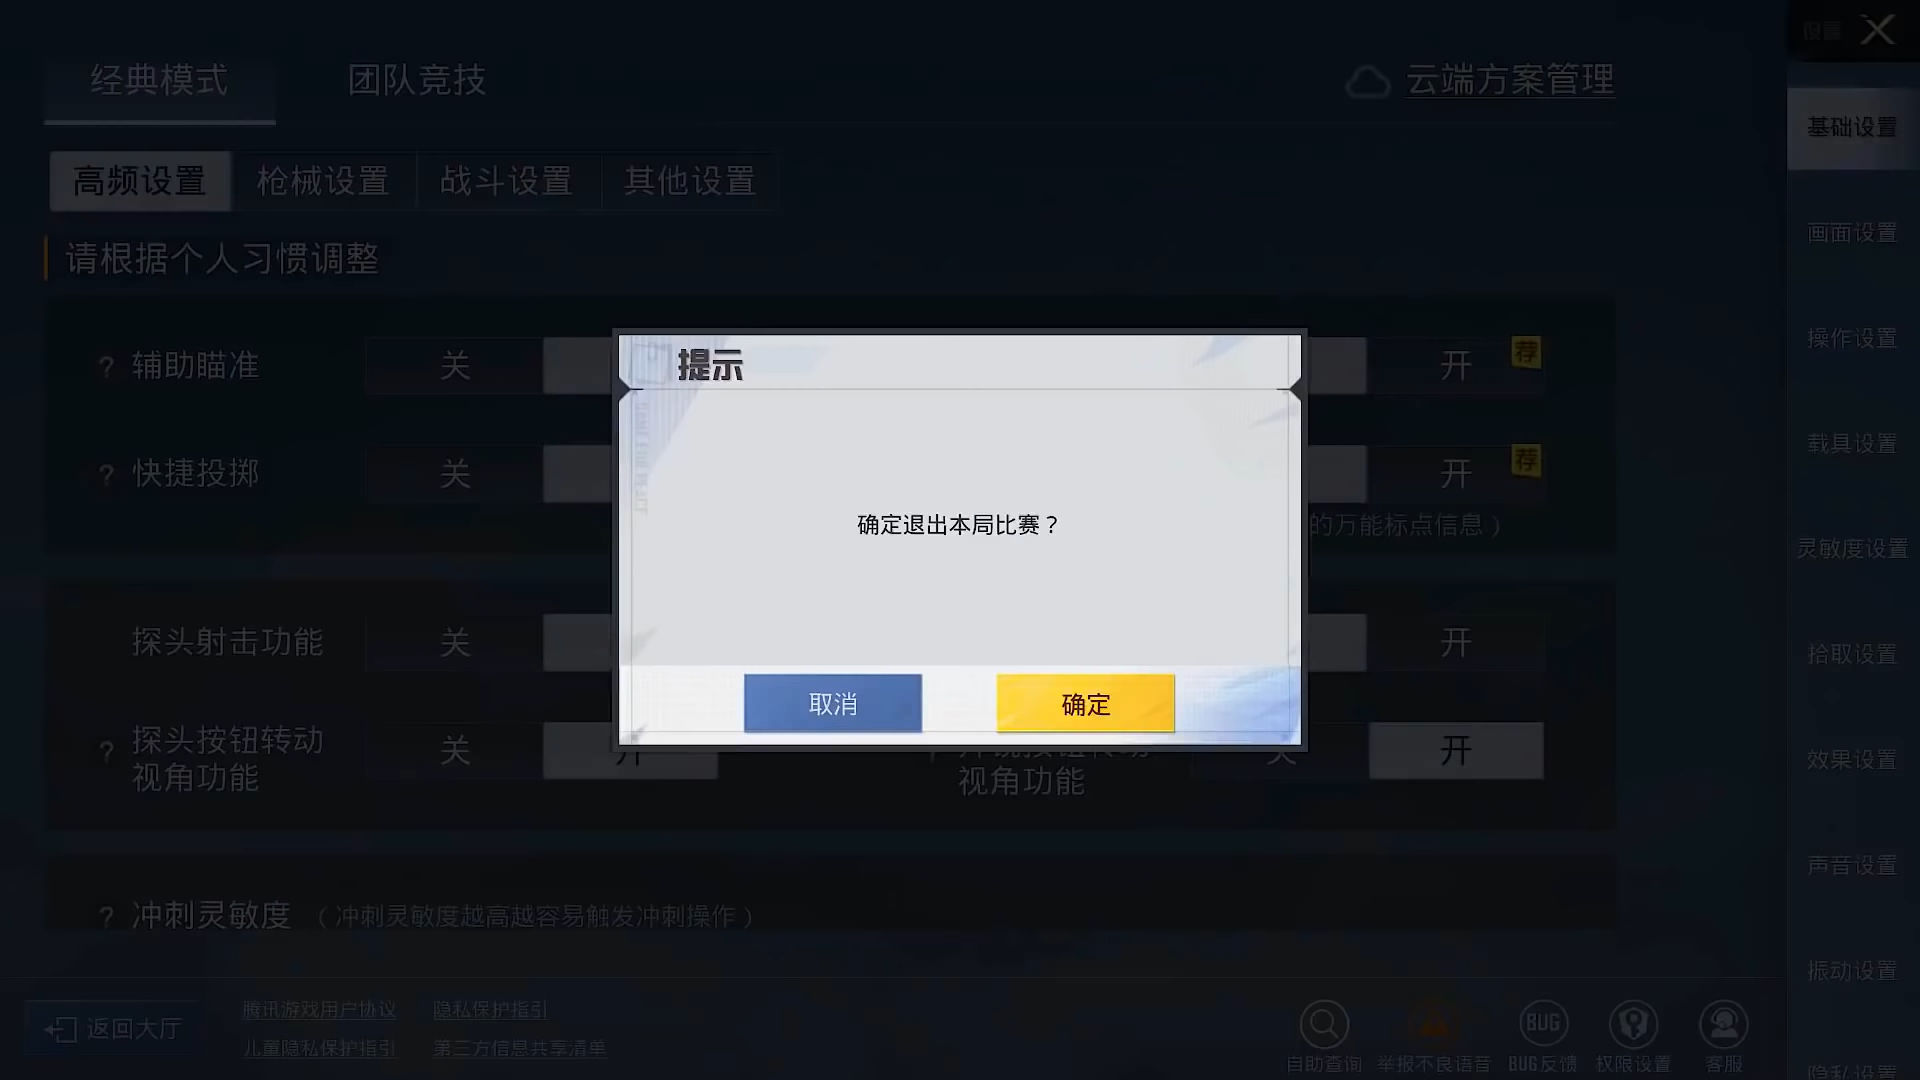 设置
经典模式
团队竞技
云端方案管理
基础设置
高频设置
枪械设置
战斗设置
其他设置
画面设置
请根据个人习惯调整
操作设置
? 辅助瞄准
关
开
荐
提示
载具设置
? 快捷投掷
关
开
荐
的万能标点信息）
确定退出本局比赛？
灵敏度设置
探头射击功能
关
开
拾取设置
取消
确定
? 探头按钮转动
视角功能
关
开
视角功能
关
开
效果设置
声音设置
? 冲刺灵敏度
（冲刺灵敏度越高越容易触发冲刺操作）
振动设置
返回大厅
腾讯游戏用户协议
隐私保护指引
儿童隐私保护指引
第三方信息共享清单
自助查询
举报不良语音
BUG
BUG反馈
权限设置
客服
隐私设置